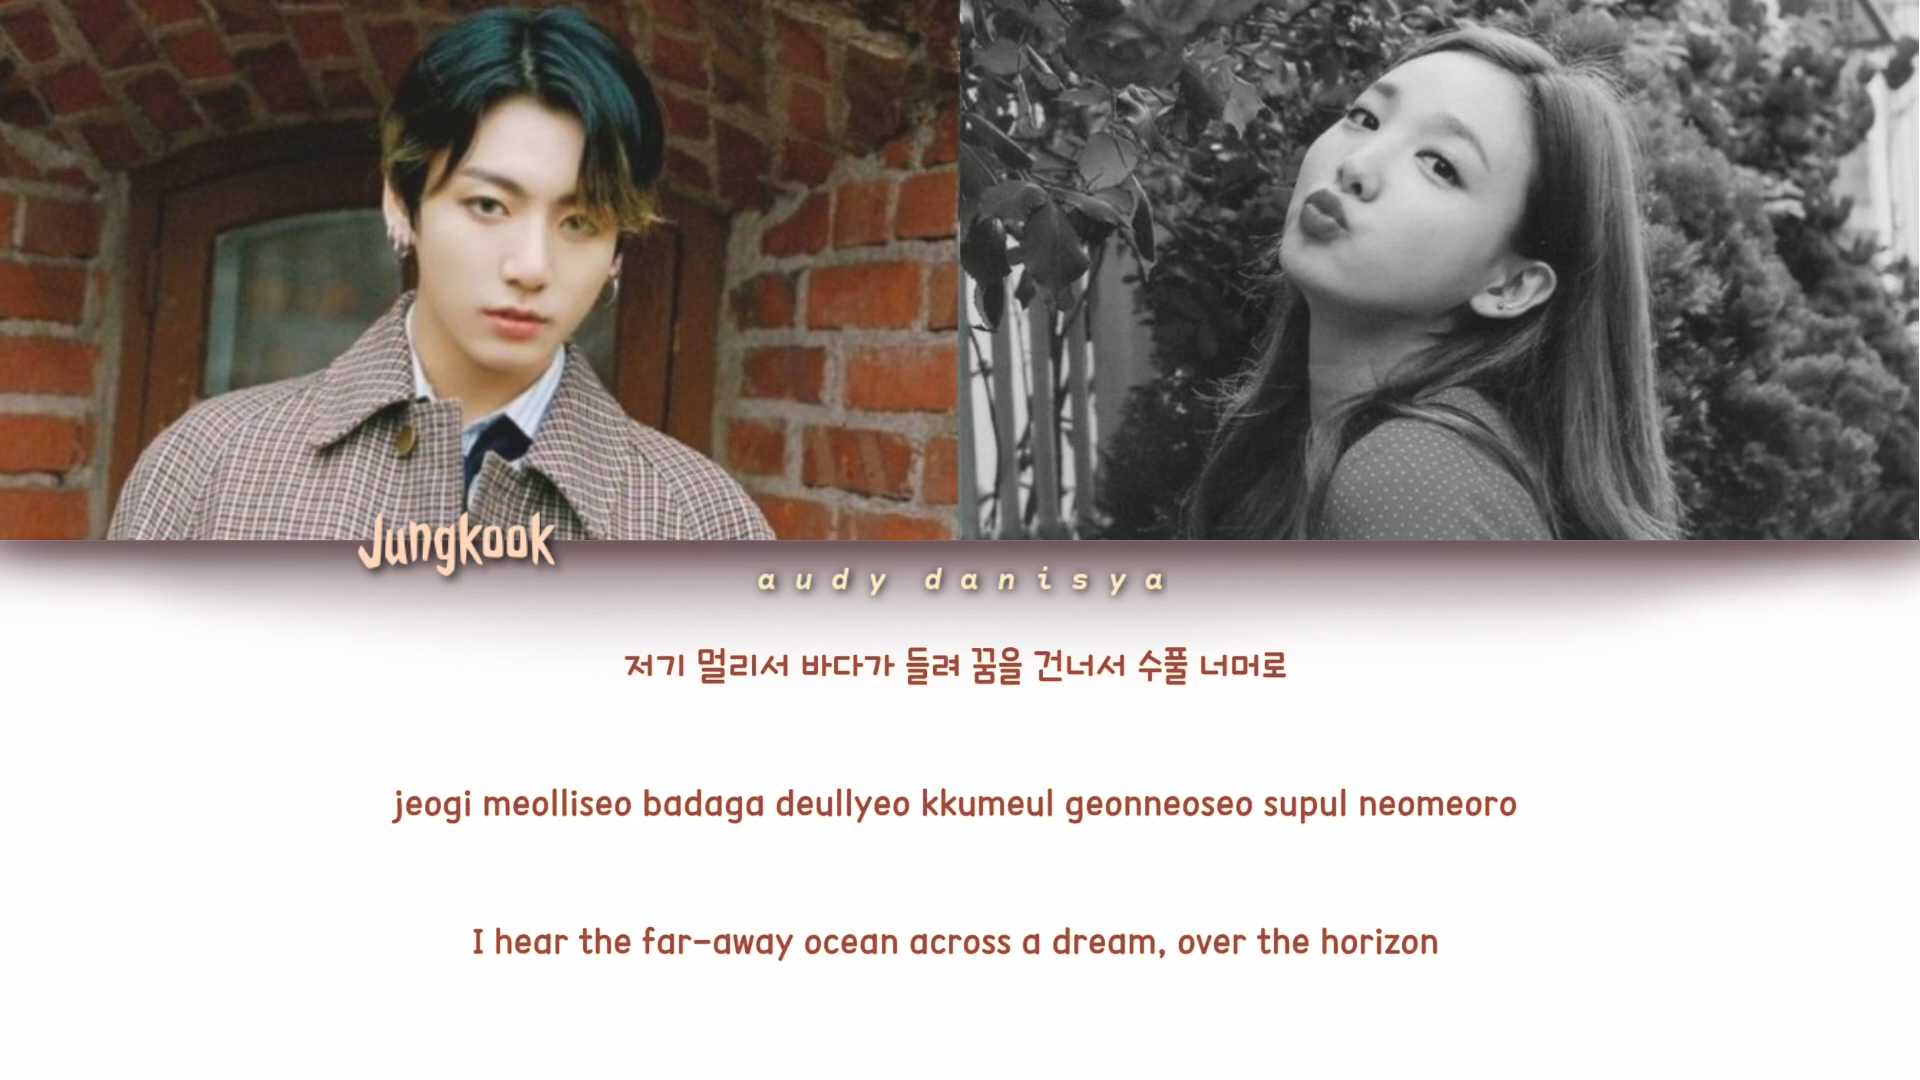 Jungkook
audy danisya
저기 멀리서 바다가 들려 꿈을 건너서 수풀 너머로
jeogi meolliseo badaga deullyeo kkumeul geonneoseo supul neomeoro
I hear the far-away ocean across a dream, over the horizon